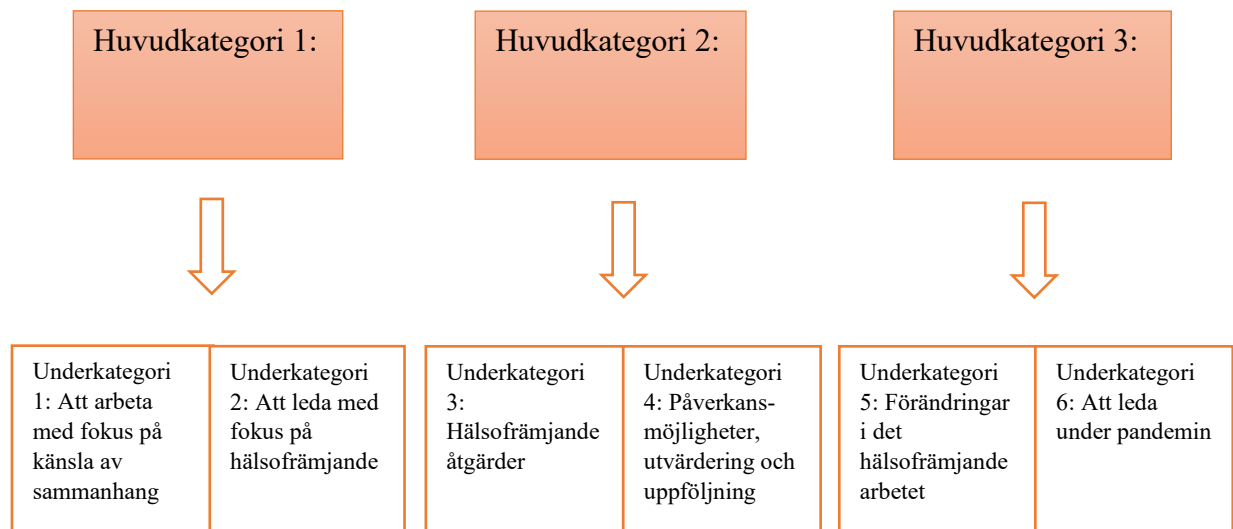 Huvudkategori 1:
Huvudkategori 2:
Huvudkategori 3:
Underkategori
1: Att arbeta
med fokus på
känsla av
sammanhang
Underkategori
2: Att leda med
fokus på
hälsofrämjande
Underkategori
3:
Hälsofrämjande
åtgärder
Underkategori
4: Påverkans-
möjligheter,
utvärdering och
uppföljning
Underkategori
5: Förändringar
i det
hälsofrämjande
arbetet
Underkategori
6: Att leda
under pandemin